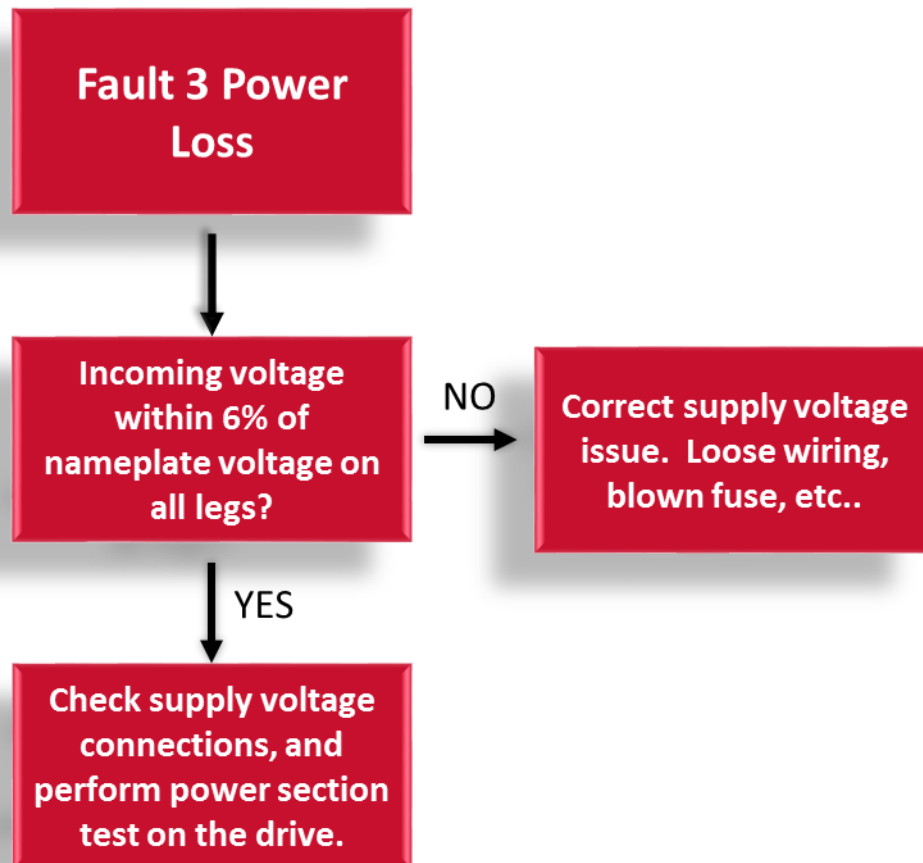 Fault 3 Power
Loss
Incoming voltage
within 6% of
nameplate voltage on
all legs?
NO
Correct supply voltage
issue.  Loose wiring,
blown fuse, etc..
YES
Check supply voltage
connections, and
perform power section
test on the drive.